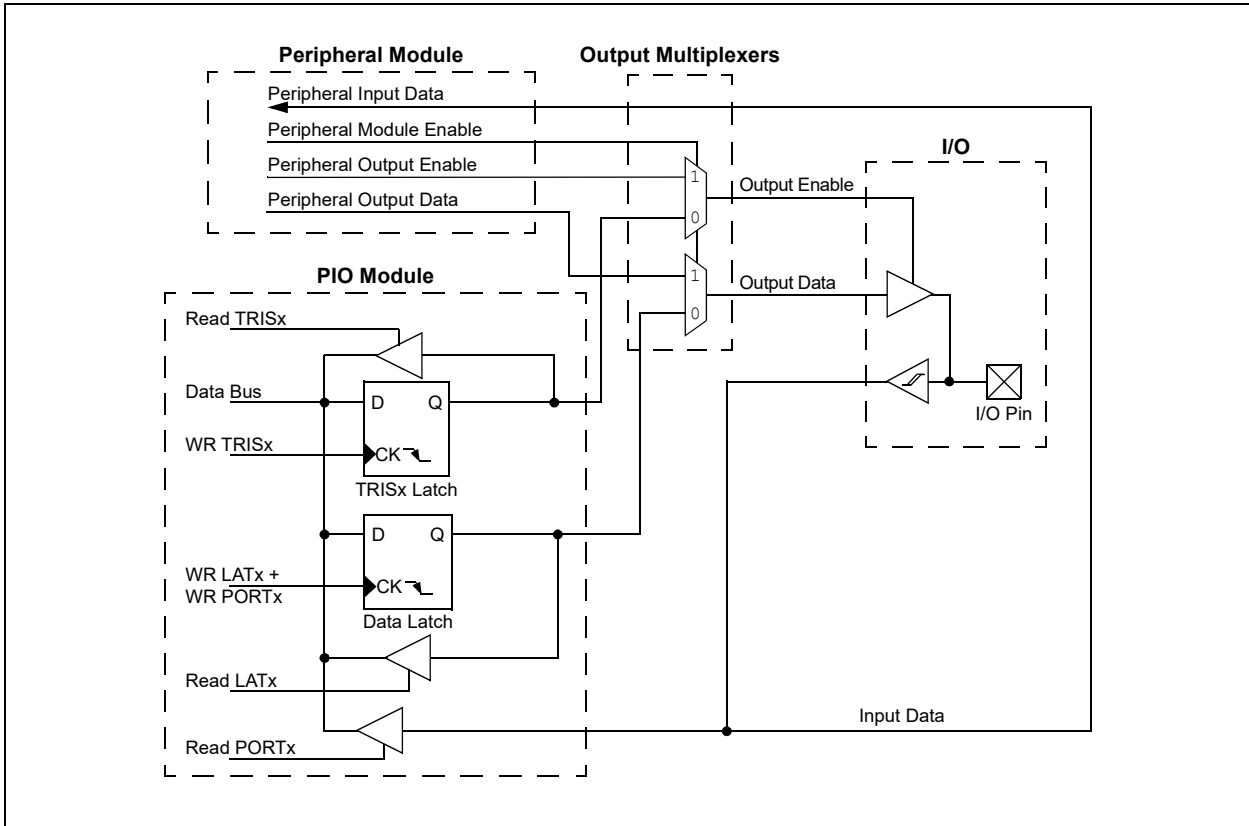 Peripheral Module
Output Multiplexers
Peripheral Input Data
Peripheral Module Enable
Peripheral Output Enable
Peripheral Output Data
1
0
Output Enable
I/O
1
0
Output Data
I/O Pin
PIO Module
Read TRISx
Data Bus
D Q
WR TRISx
CK
TRISx Latch
D Q
WR LATx +
WR PORTx
CK
Data Latch
Read LATx
Read PORTx
Input Data